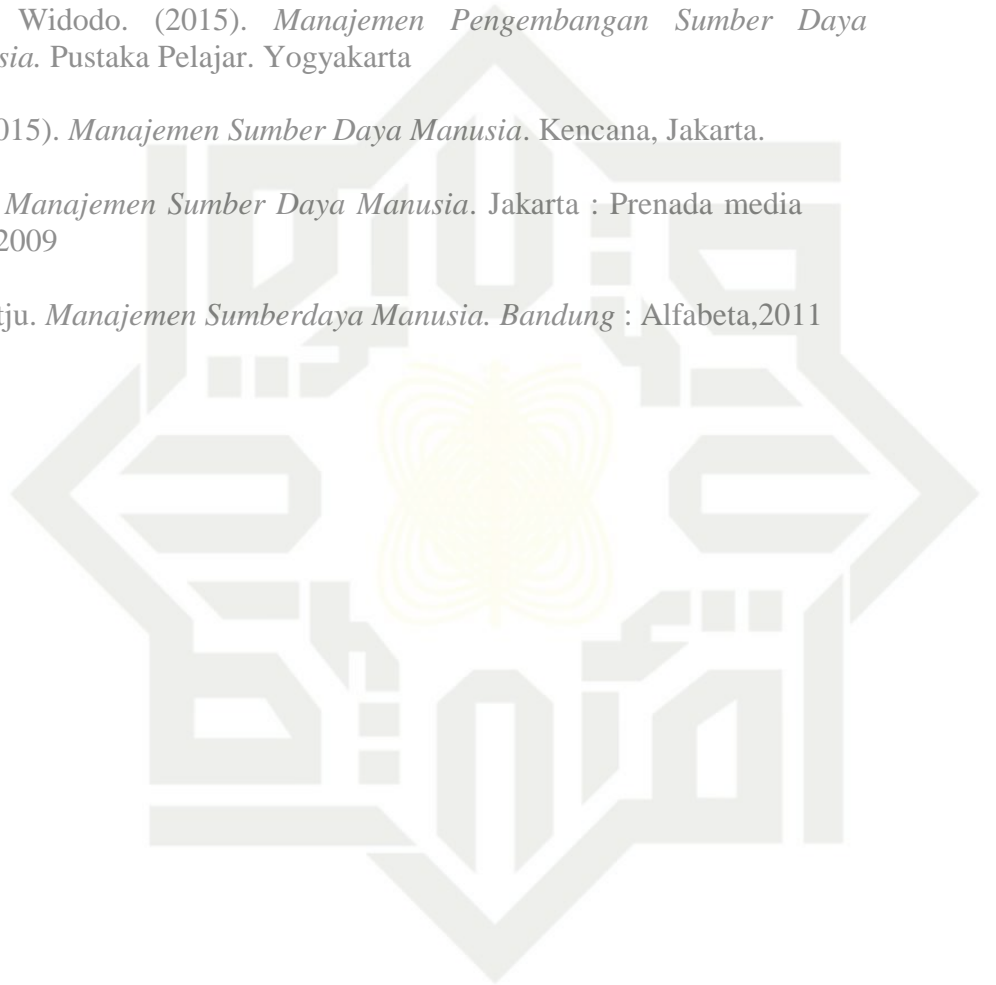 Widodo. (2015). Manajemen Pengembangan Sumber Daya
sia. Pustaka Pelajar. Yogyakarta
015). Manajemen Sumber Daya Manusia. Kencana, Jakarta.
Manajemen Sumber Daya Manusia. Jakarta : Prenada media
2009
tju. Manajemen Sumberdaya Manusia. Bandung : Alfabeta,2011